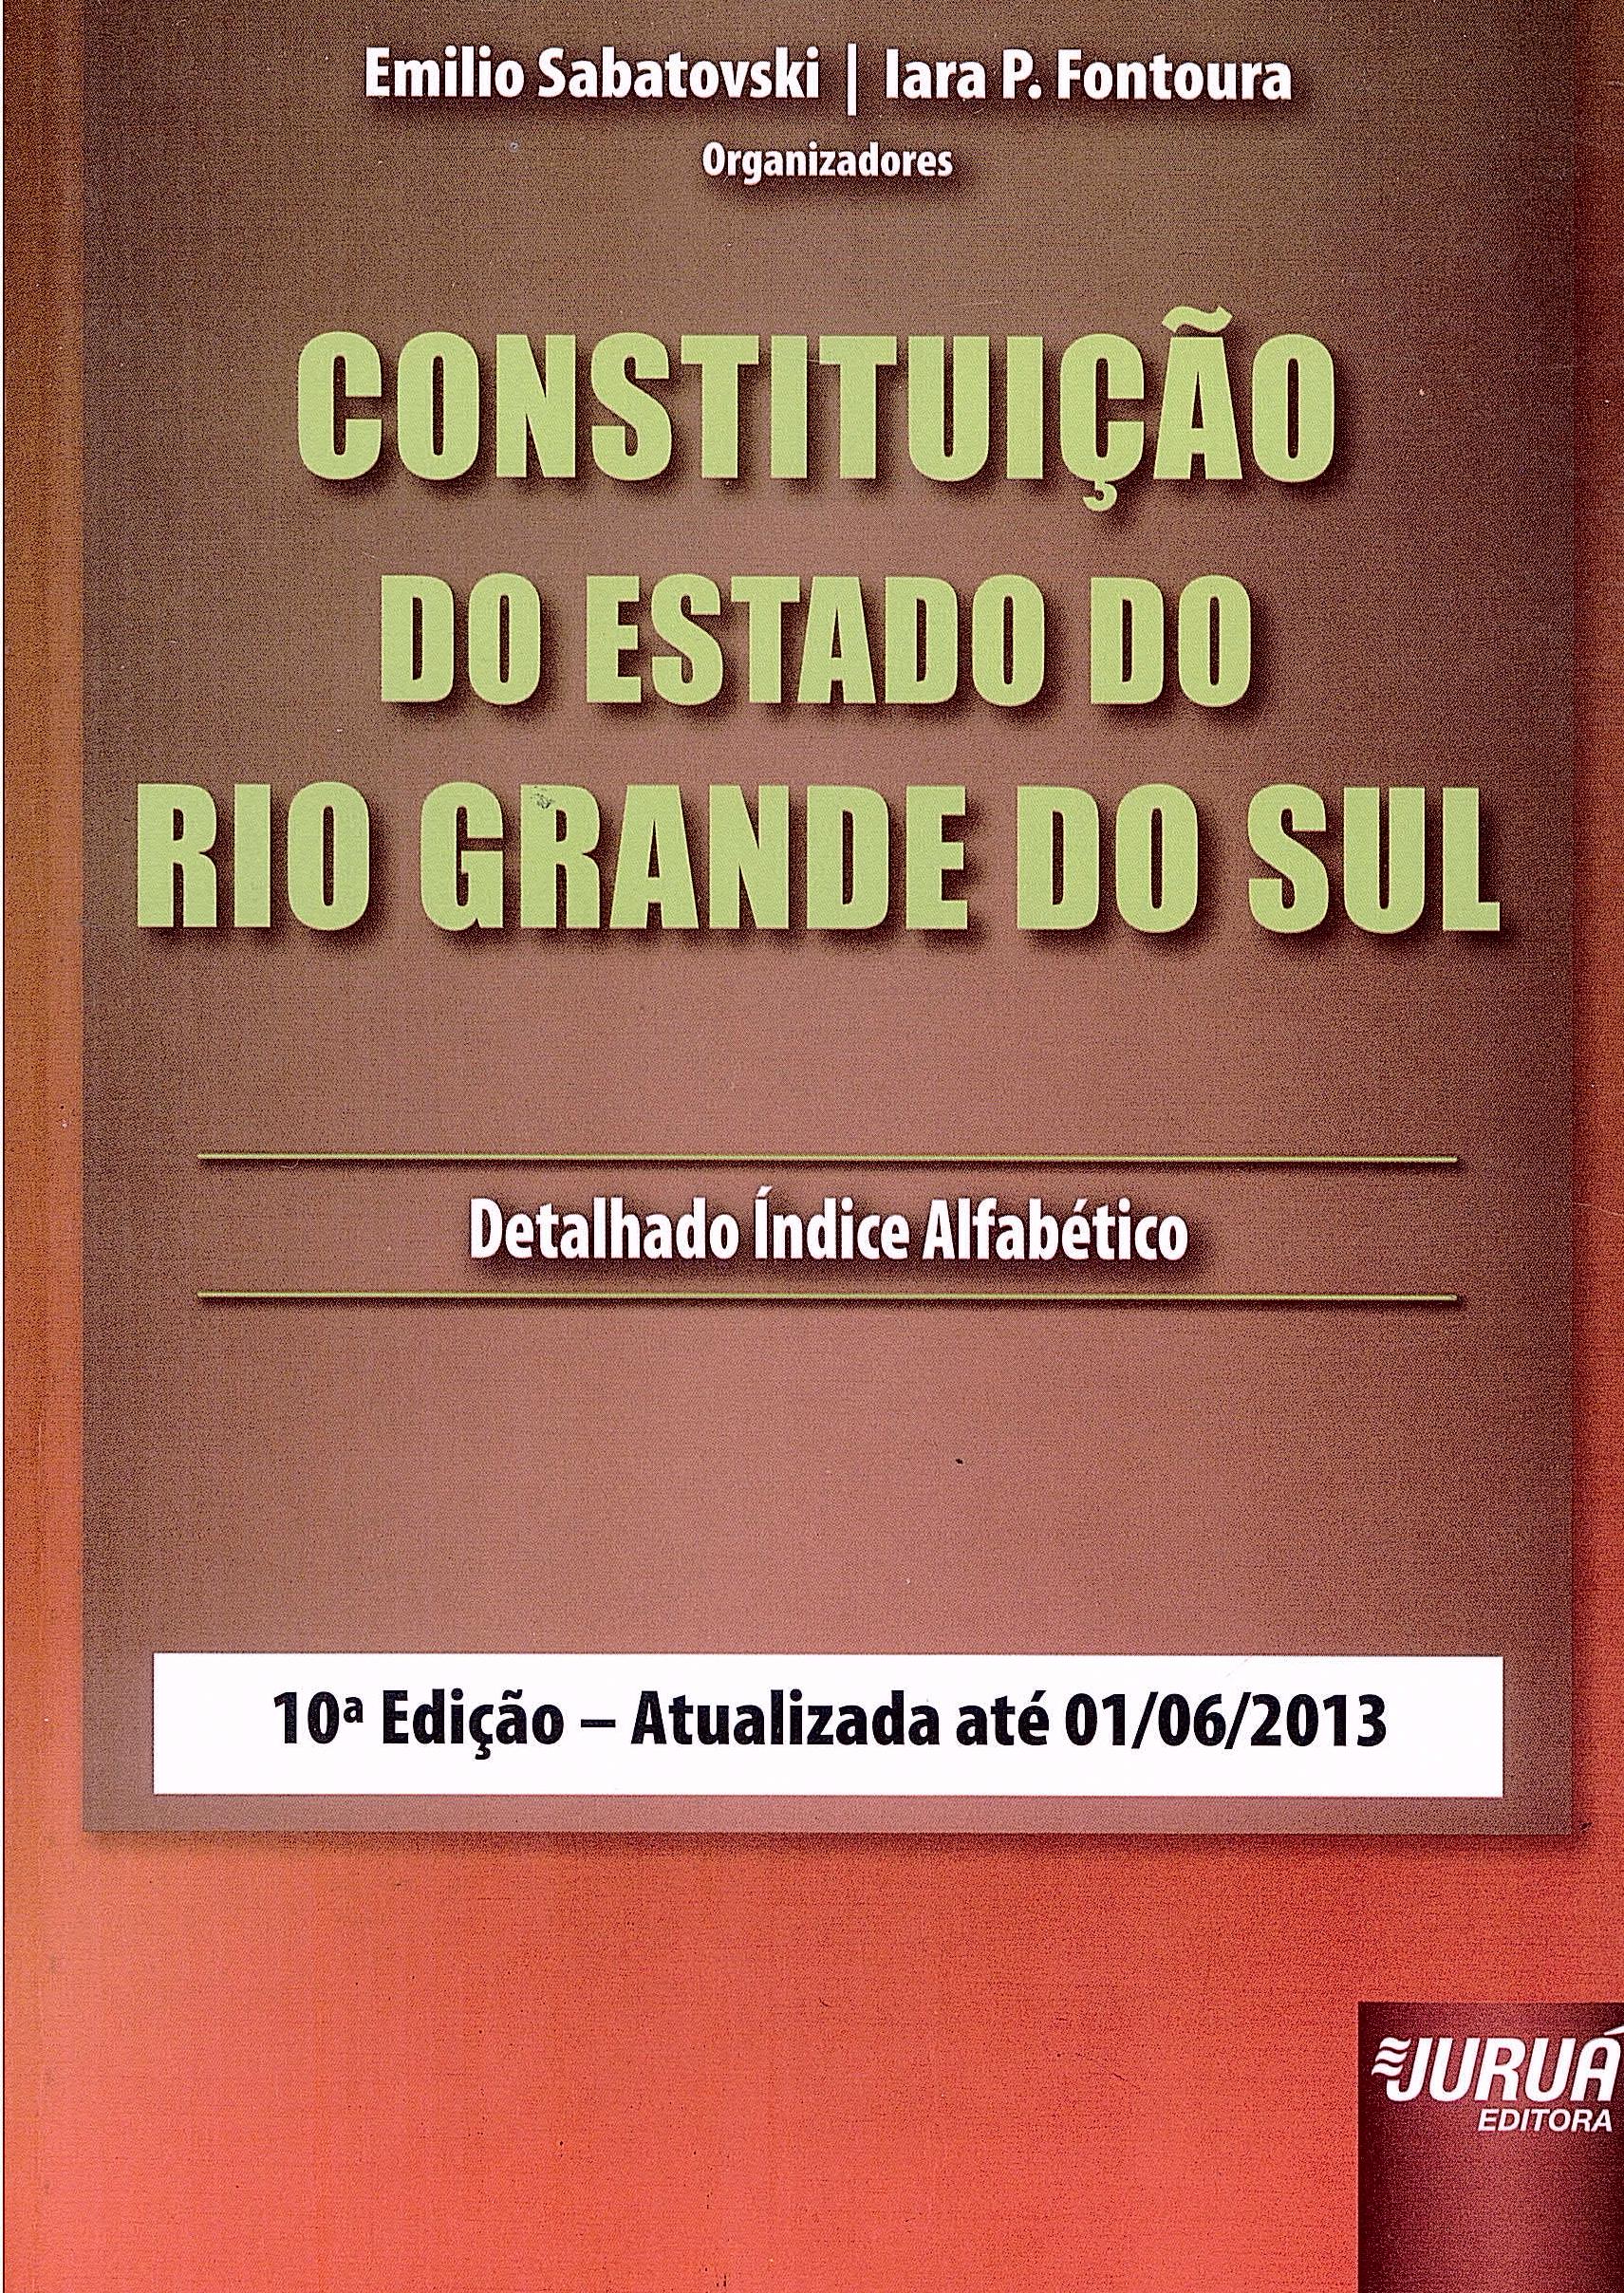 Emilio Sabatovski | Iara P. Fontoura
Organizadores
CONSTITUIÇÃO
DO ESTADO DO
RIO GRANDE DO SUL
Detalhado Índice Alfabético
10ª Edição – Atualizada até 01/06/2013
JURUÁ
EDITORA